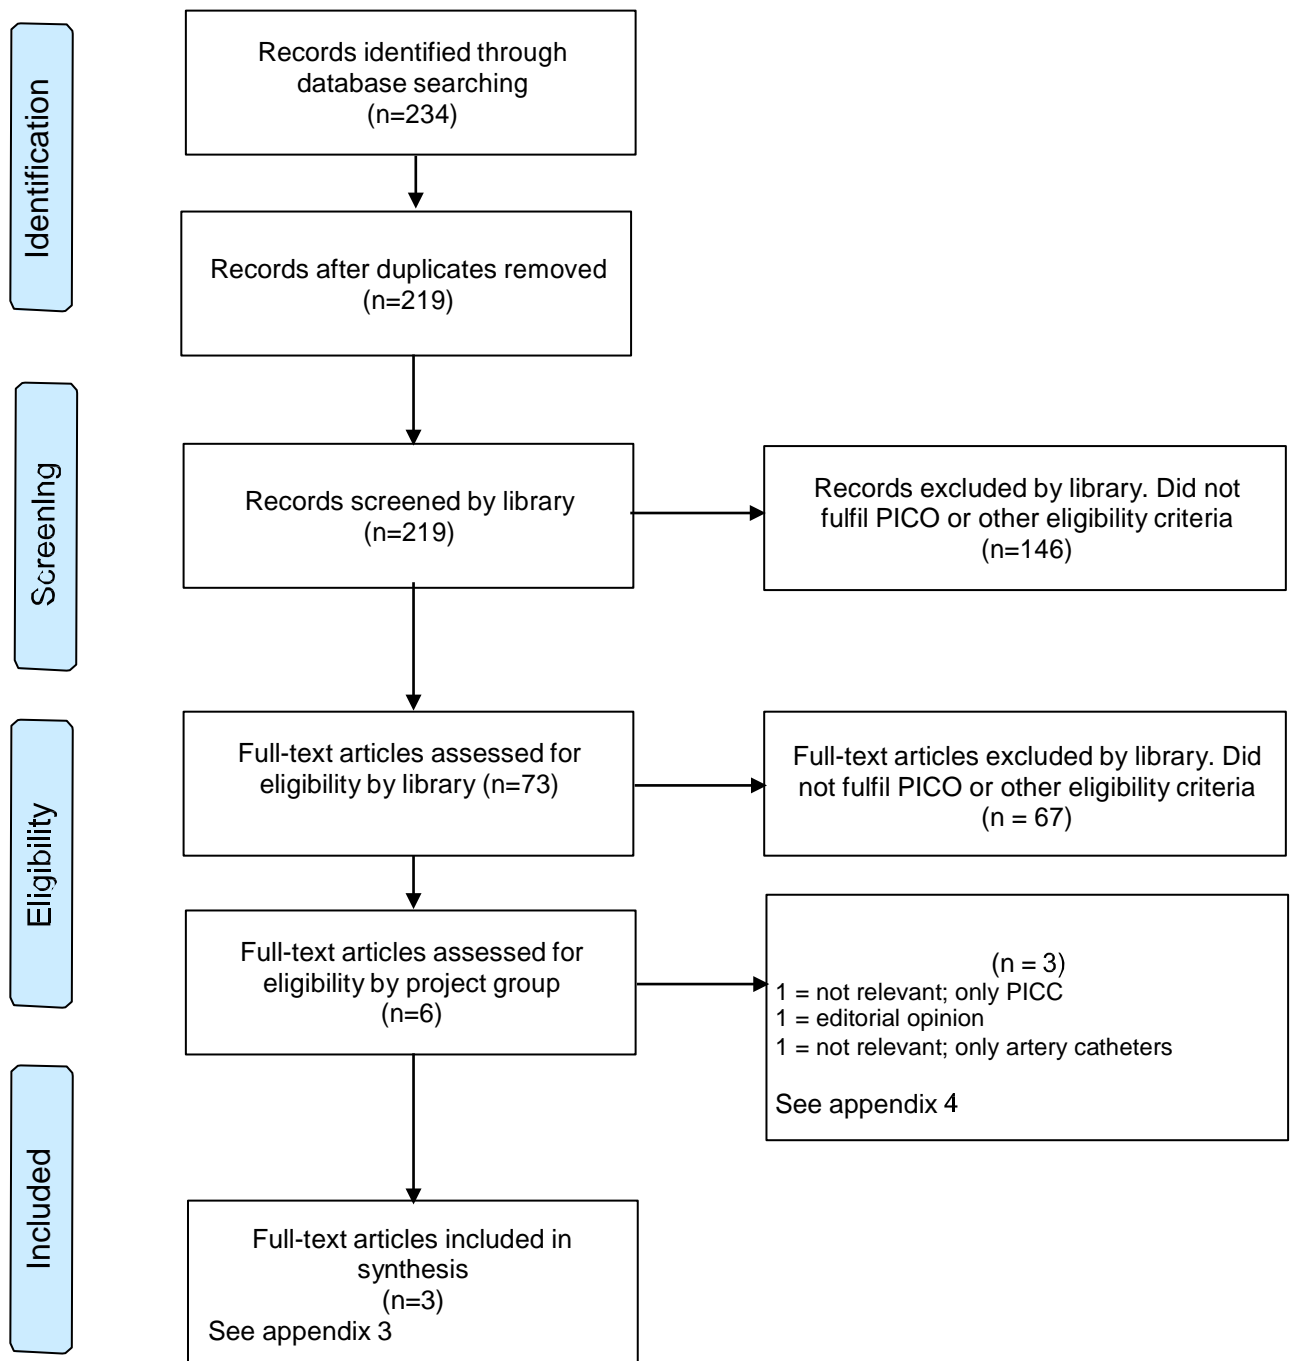 Identification
Records identified through
database searching
(n=234)
Records after duplicates removed
(n=219)
Screening
Records screened by library
(n=219)
Records excluded by library. Did not
fulfil PICO or other eligibility criteria
(n=146)
Eligibility
Full-text articles assessed for
eligibility by library (n=73)
Full-text articles excluded by library. Did
not fulfil PICO or other eligibility criteria
(n = 67)
Full-text articles assessed for
eligibility by project group
(n=6)
(n = 3)
1 = not relevant; only PICC
1 = editorial opinion
1 = not relevant; only artery catheters
See appendix 4
Included
Full-text articles included in
synthesis
(n=3)
See appendix 3